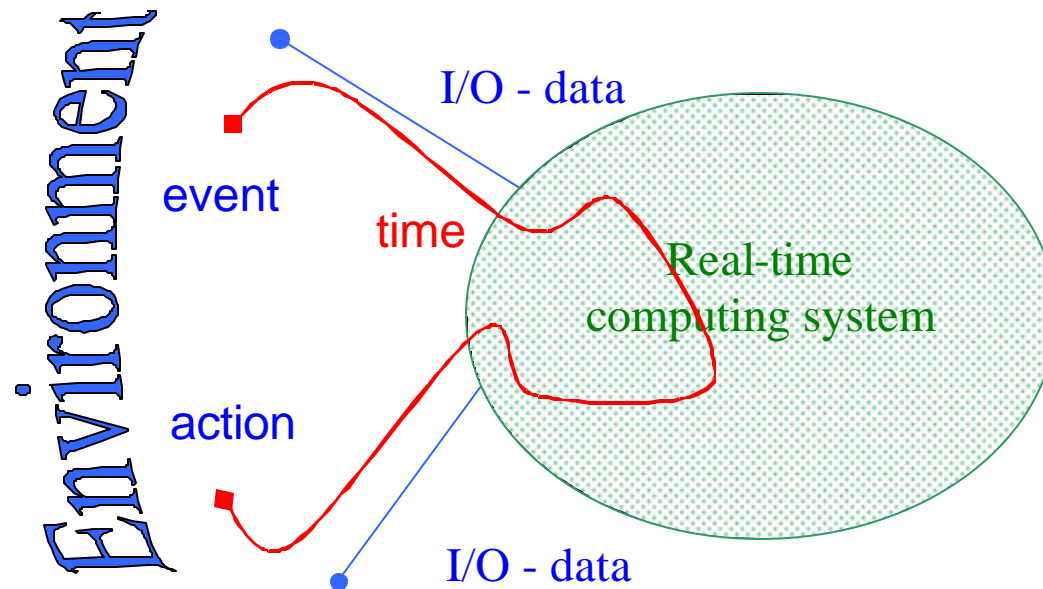 Environment
I/O - data
event
time
Real-time
computing system
action
I/O - data